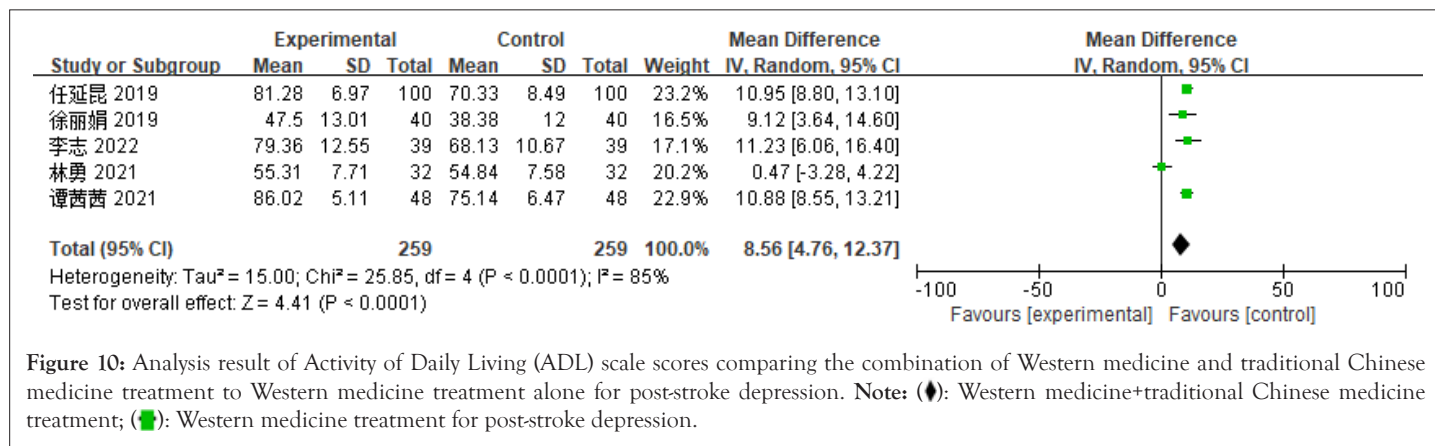 Experimental Control Mean Difference Mean Difference
Study or Subgroup Mean SD Total Mean SD Total Weight IV, Random, 95% CI IV, Random, 95% CI
任延昆 2019 81.28 6.97 100 70.33 8.49 100 23.2% 10.95 [8.80, 13.10]
徐丽娟 2019 47.5 13.01 40 38.38 12 40 16.5% 9.12 [3.64, 14.60]
李志 2022 79.36 12.55 39 68.13 10.67 39 17.1% 11.23 [6.06, 16.40]
林勇 2021 55.31 7.71 32 54.84 7.58 32 20.2% 0.47 [-3.28, 4.22]
谭茜茜 2021 86.02 5.11 48 75.14 6.47 48 22.9% 10.88 [8.55, 13.21]
Total (95% CI) 259 259 100.0% 8.56 [4.76, 12.37]
Heterogeneity: Tau² = 15.00; Chi² = 25.85, df = 4 (P < 0.0001); I² = 85%
Test for overall effect: Z = 4.41 (P < 0.0001)
-100 -50 0 50 100
Favours [experimental] Favours [control]
Figure 10: Analysis result of Activity of Daily Living (ADL) scale scores comparing the combination of Western medicine and traditional Chinese
medicine treatment to Western medicine treatment alone for post-stroke depression. Note: (♦): Western medicine+traditional Chinese medicine
treatment; (■): Western medicine treatment for post-stroke depression.